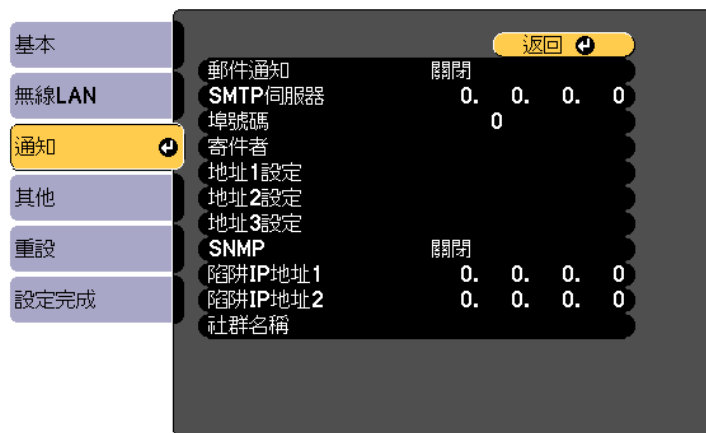 基本
無線LAN
通知
其他
重設
設定完成
返回
郵件通知 關閉
SMTP伺服器 0. 0. 0. 0
埠號碼 0
寄件者
地址1設定
地址2設定
地址3設定
SNMP 關閉
陷阱IP地址1 0. 0. 0. 0
陷阱IP地址2 0. 0. 0. 0
社群名稱